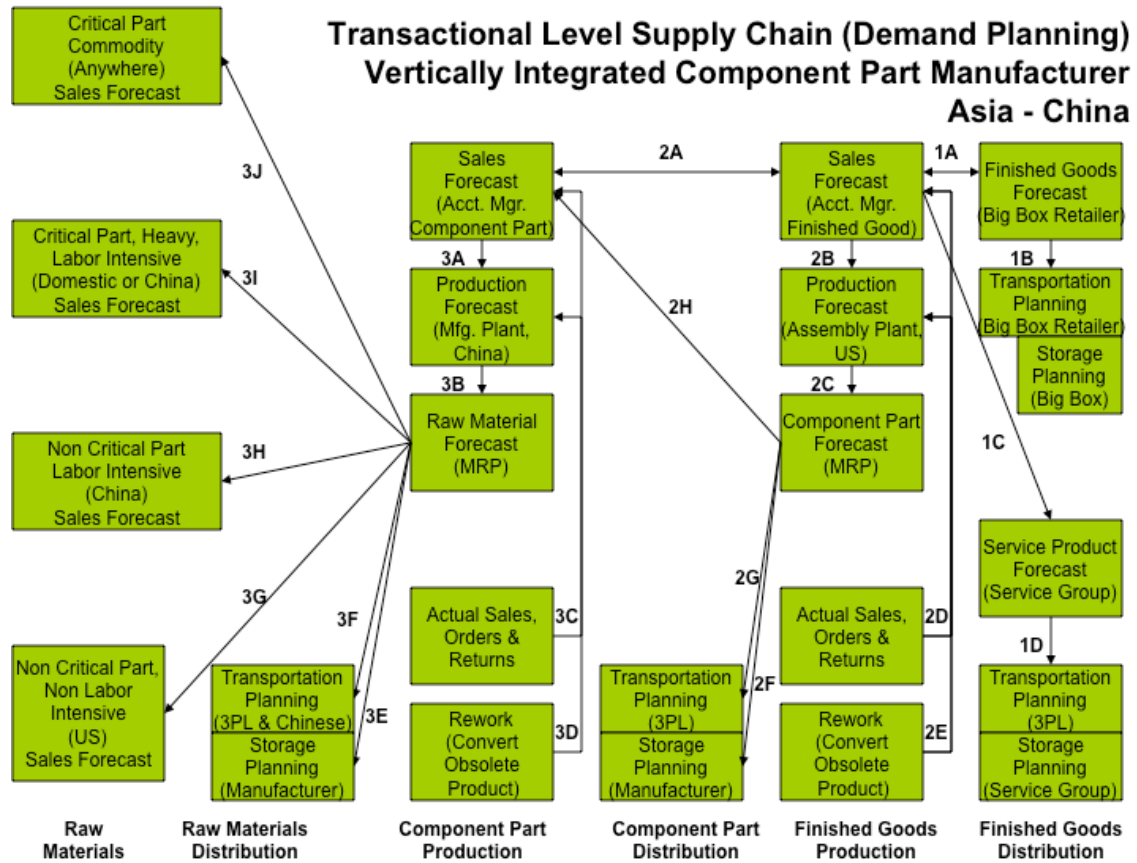 Transactional Level Supply Chain (Demand Planning)
Vertically Integrated Component Part Manufacturer
Asia - China
Critical Part
Commodity
(Anywhere)
Sales Forecast
3J
Critical Part, Heavy,
Labor Intensive
(Domestic or China)
Sales Forecast
3I
Non Critical Part
Labor Intensive
(China)
Sales Forecast
3H
Non Critical Part,
Non Labor
Intensive
(US)
Sales Forecast
3G
Transportation
Planning
(3PL & Chinese)
Storage
Planning
(Manufacturer)
3F
3E
Sales
Forecast
(Acct. Mgr.
Component Part)
3A
Production
Forecast
(Mfg. Plant,
China)
3B
Raw Material
Forecast
(MRP)
Actual Sales,
Orders &
Returns
3C
Rework
(Convert
Obsolete
Product)
3D
2A
2H
2G
2F
Transportation
Planning
(3PL)
Storage
Planning
(Manufacturer)
Sales
Forecast
(Acct. Mgr.
Finished Good)
2B
Production
Forecast
(Assembly Plant,
US)
2C
Component Part
Forecast
(MRP)
Actual Sales,
Orders &
Returns
2D
Rework
(Convert
Obsolete
Product)
2E
1A
Finished Goods
Forecast
(Big Box Retailer)
1B
Transportation
Planning
(Big Box Retailer)
Storage
Planning
(Big Box)
1C
Service Product
Forecast
(Service Group)
1D
Transportation
Planning
(3PL)
Storage
Planning
(Service Group)
Raw
Materials
Raw Materials
Distribution
Component Part
Production
Component Part
Distribution
Finished Goods
Production
Finished Goods
Distribution